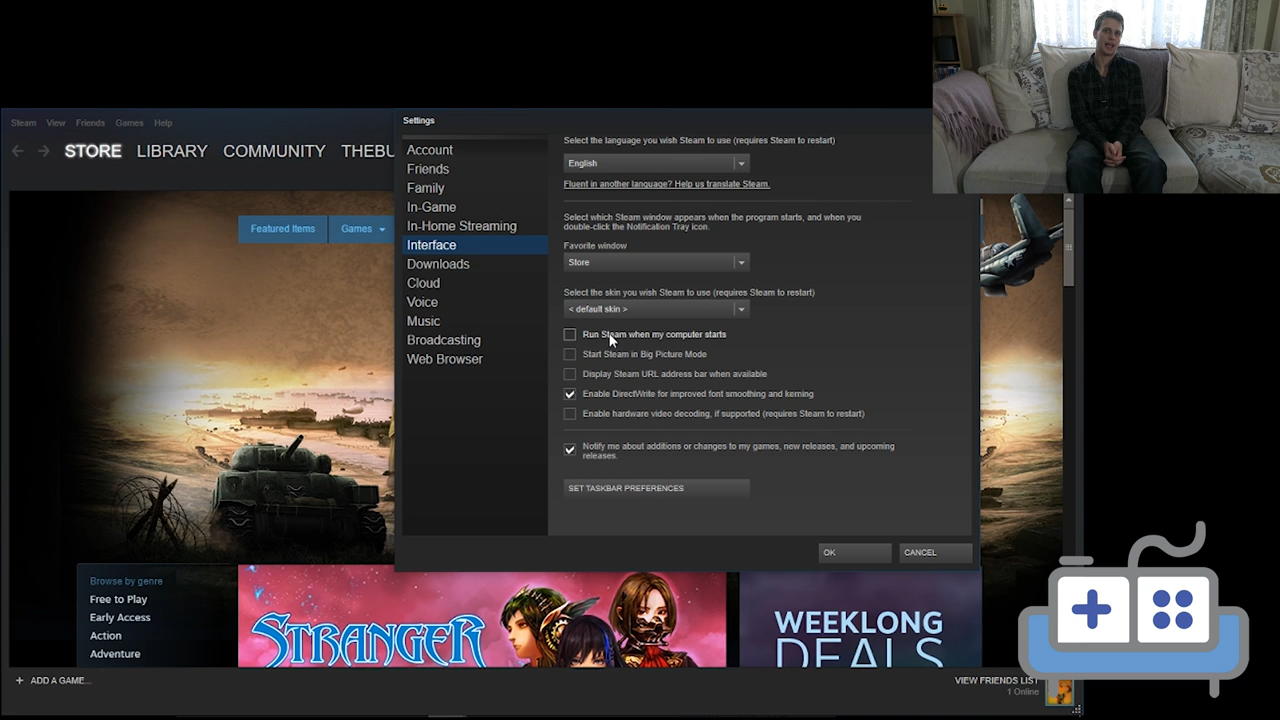 Settings
Steam View Friends Games Help
STORE LIBRARY COMMUNITY THEBU
Featured Items
Games
Account
Friends
Family
In-Game
In-Home Streaming
Interface
Downloads
Cloud
Voice
Music
Broadcasting
Web Browser
Select the language you wish Steam to use (requires Steam to restart)
English
Fluent in another language? Help us translate Steam.
Select which Steam window appears when the program starts, and when you
double-click the Notification Tray icon.
Favorite window
Store
Select the skin you wish Steam to use (requires Steam to restart)
< default skin >
Run Steam when my computer starts
Start Steam in Big Picture Mode
Display Steam URL address bar when available
Enable DirectWrite for improved font smoothing and kerning
Enable hardware video decoding, if supported (requires Steam to restart)
Notify me about additions or changes to my games, new releases, and upcoming
releases.
SET TASKBAR PREFERENCES
OK
CANCEL
Browse by genre
Free to Play
Early Access
Action
Adventure
STRANGER
WEEKLONG
DEALS
+ ADD A GAME...
VIEW FRIENDS LIST
1 Online